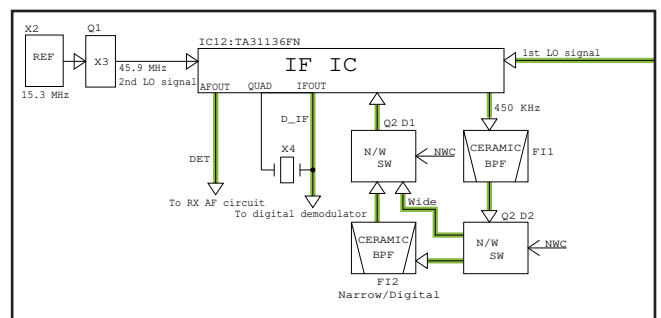 X2
Q1
IC12:TA31136FN
REF
X3
45.9 MHz
2nd LO signal
15.3 MHz
IF IC
1st LO signal
AFOUT
QUAD
IFOUT
450 KHz
D_IF
Q2 D1
N/W
SW
NWC
CERAMIC
BPF
FI1
X4
DET
To RX AF circuit
To digital demodulator
Wide
Q2 D2
CERAMIC
BPF
N/W
SW
NWC
FI2
Narrow/Digital